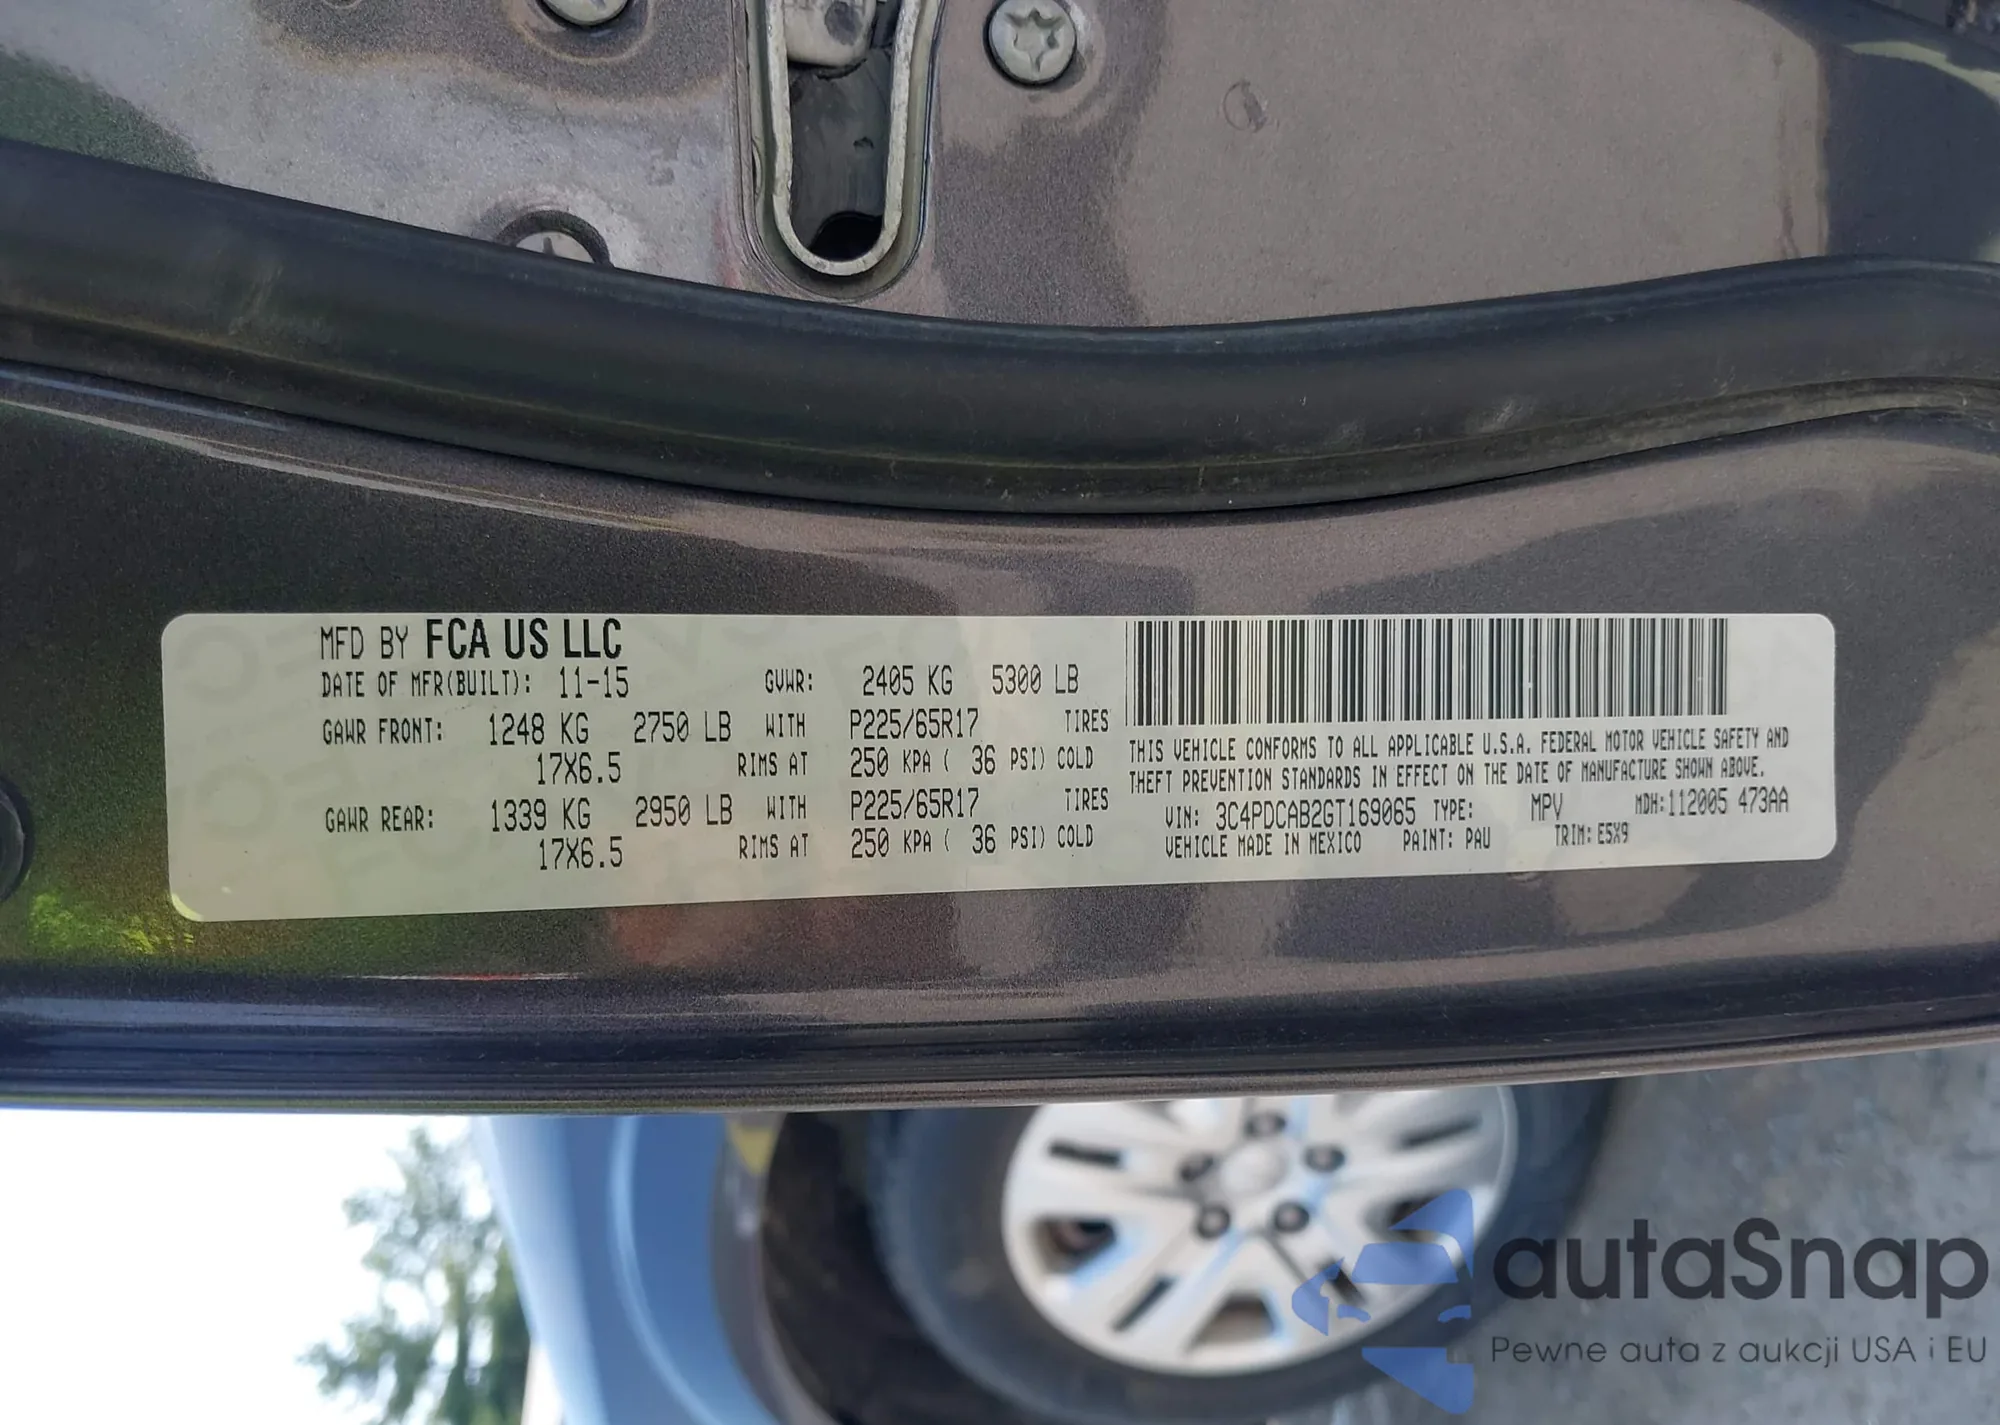 MFD BY FCA US LLC
DATE OF MFR(BUILT): 11-15 GVWR: 2405 KG 5300 LB
GAWR FRONT: 1248 KG 2750 LB WITH P225/65R17 TIRES
17X6.5 RIMS AT 250 KPA ( 36 PSI) COLD
GAWR REAR: 1339 KG 2950 LB WITH P225/65R17 TIRES
17X6.5 RIMS AT 250 KPA ( 36 PSI) COLD
THIS VEHICLE CONFORMS TO ALL APPLICABLE U.S.A. FEDERAL MOTOR VEHICLE SAFETY AND
THEFT PREVENTION STANDARDS IN EFFECT ON THE DATE OF MANUFACTURE SHOWN ABOVE.
VIN: 3C4PDCAB2GT169065 TYPE: MPV MDH:112005 473AA
VEHICLE MADE IN MEXICO PAINT: PAU TRIM: E5X9
autaSnap
Pewne auta z aukcji USA i EU